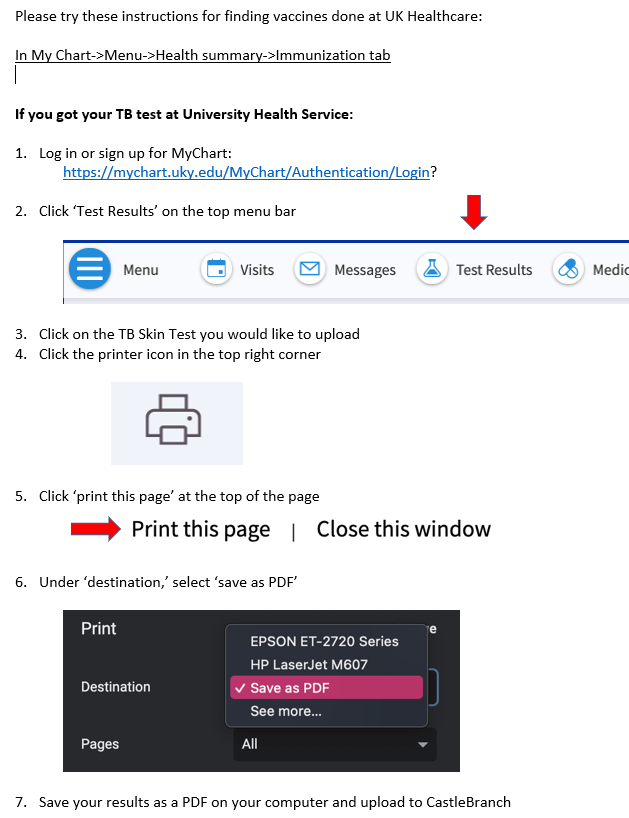 Please try these instructions for finding vaccines done at UK Healthcare:
In My Chart->Menu->Health summary->Immunization tab
If you got your TB test at University Health Service:
1. Log in or sign up for MyChart:
https://mychart.uky.edu/MyChart/Authentication/Login?
2. Click ‘Test Results’ on the top menu bar
Menu Visits Messages Test Results Medic
3. Click on the TB Skin Test you would like to upload
4. Click the printer icon in the top right corner
5. Click ‘print this page’ at the top of the page
Print this page | Close this window
6. Under ‘destination,’ select ‘save as PDF’
Print
EPSON ET-2720 Series
HP LaserJet M607
Destination ✓ Save as PDF
See more...
Pages All
7. Save your results as a PDF on your computer and upload to CastleBranch